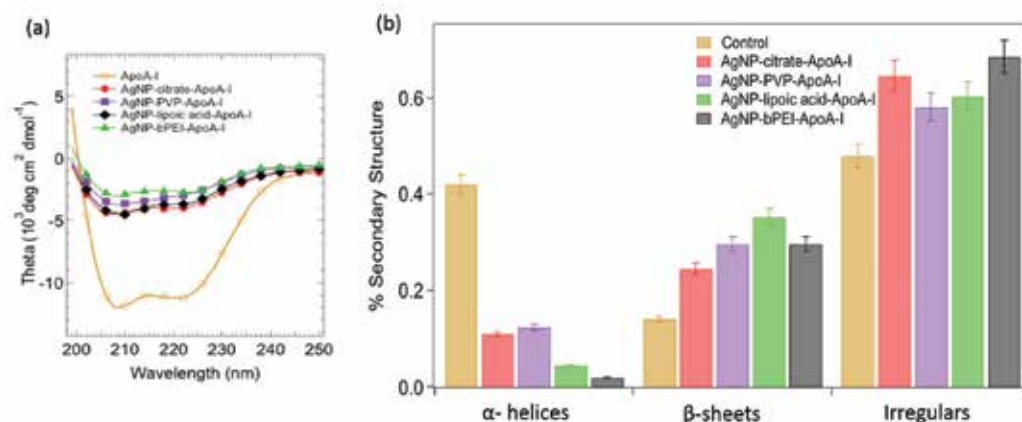 (a)
ApoA-I
AgNP-citrate-ApoA-I
AgNP-PVP-ApoA-I
AgNP-lipoic acid-ApoA-I
AgNP-bPEI-ApoA-I
Theta (10³deg cm² dmol⁻¹)
5
0
-5
-10
200 210 220 230 240 250
Wavelength (nm)
(b)
Control
AgNP-citrate-ApoA-I
AgNP-PVP-ApoA-I
AgNP-lipoic acid-ApoA-I
AgNP-bPEI-ApoA-I
% Secondary Structure
0.6
0.4
0.2
0.0
α- helices β-sheets Irregulars